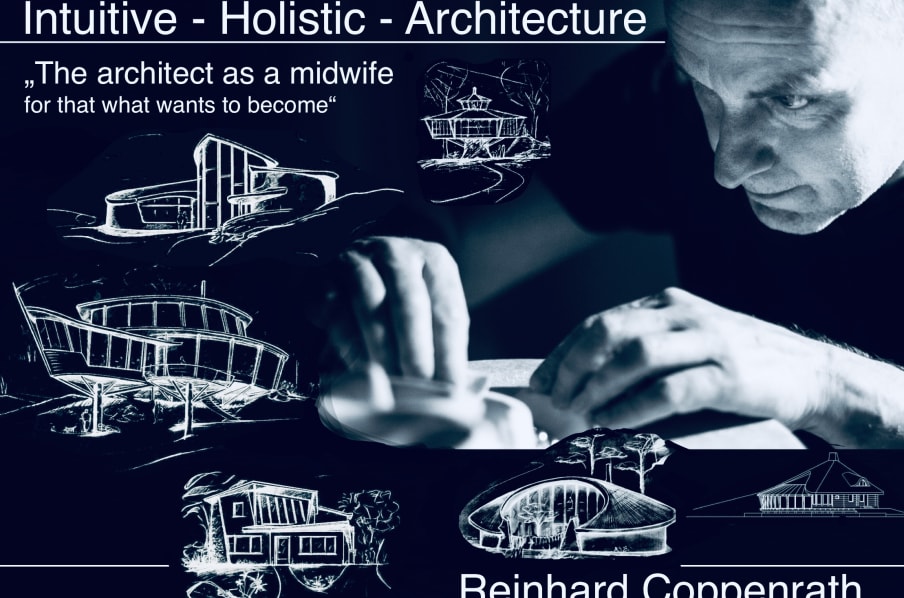 Intuitive - Holistic - Architecture
„The architect as a midwife
for that what wants to become“
Reinhard Coppenrath